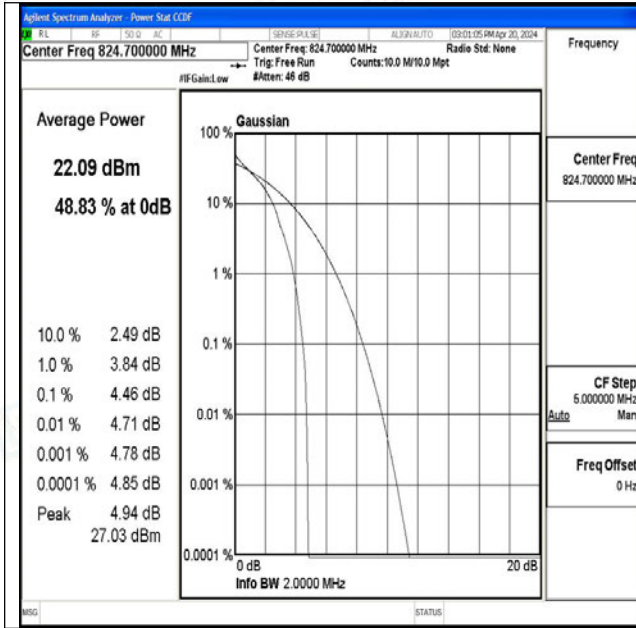 Agilent Spectrum Analyzer - Power Stat CCDF
RL RF 50 Ω AC SENSE:PULSE ALIGNAUTO 03:01:05 PM Apr 20, 2024
Center Freq 824.700000 MHz
Center Freq: 824.700000 MHz Radio Std: None
Trig: Free Run Counts:10.0 M/10.0 Mpt
#IFGain:Low #Atten: 46 dB
Frequency
Average Power
22.09 dBm
48.83 % at 0dB
10.0 % 2.49 dB
1.0 % 3.84 dB
0.1 % 4.46 dB
0.01 % 4.71 dB
0.001 % 4.78 dB
0.0001 % 4.85 dB
Peak 4.94 dB
27.03 dBm
Gaussian
100 %
10 %
1 %
0.1 %
0.01 %
0.001 %
0.0001 %
0 dB 20 dB
Info BW 2.0000 MHz
Center Freq
824.700000 MHz
CF Step
5.000000 MHz
Auto Man
Freq Offset
0 Hz
MSG STATUS